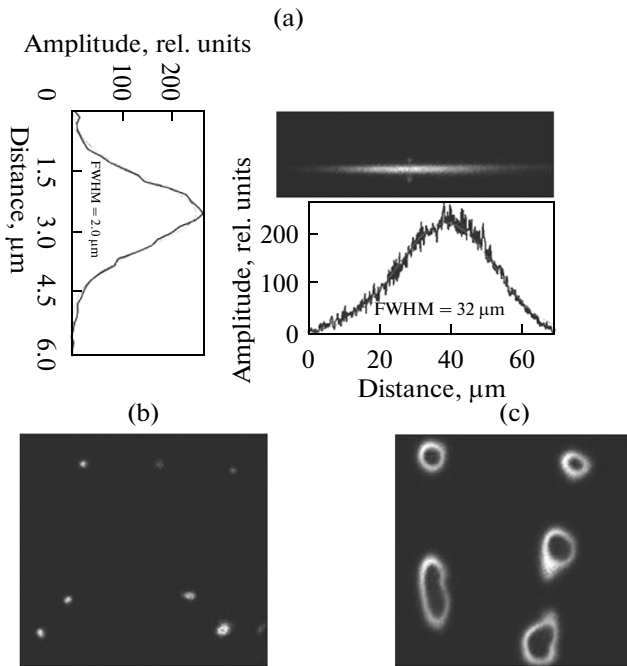 (a)
Amplitude, rel. units
0 100 200
Distance, μm
1.5
3.0
4.5
6.0
FWHM = 2.0 μm
Amplitude, rel. units
200
100
0
FWHM = 32 μm
0 20 40 60
Distance, μm
(b) (c)